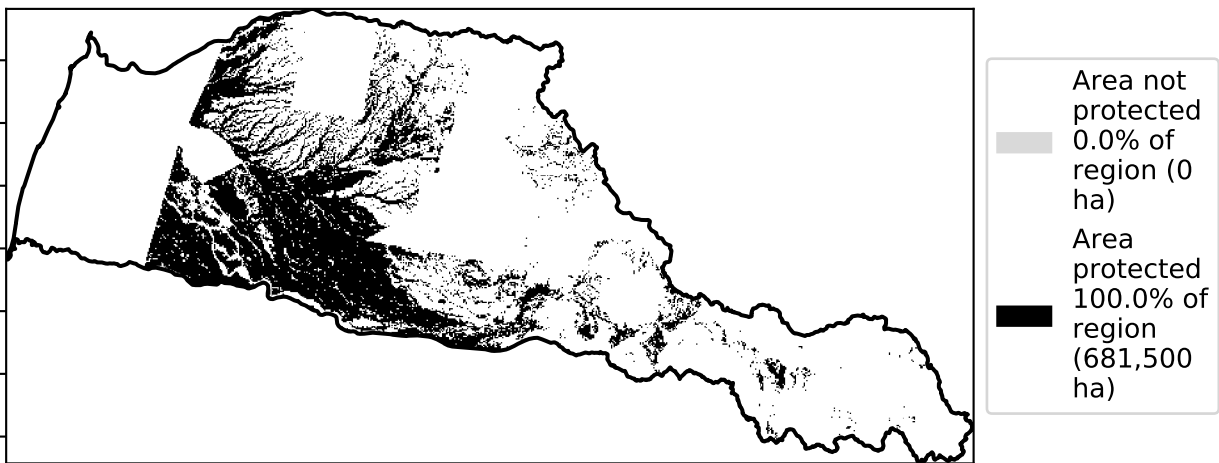 Area not
protected
0.0% of
region (0
ha)
Area
protected
100.0% of
region
(681,500
ha)